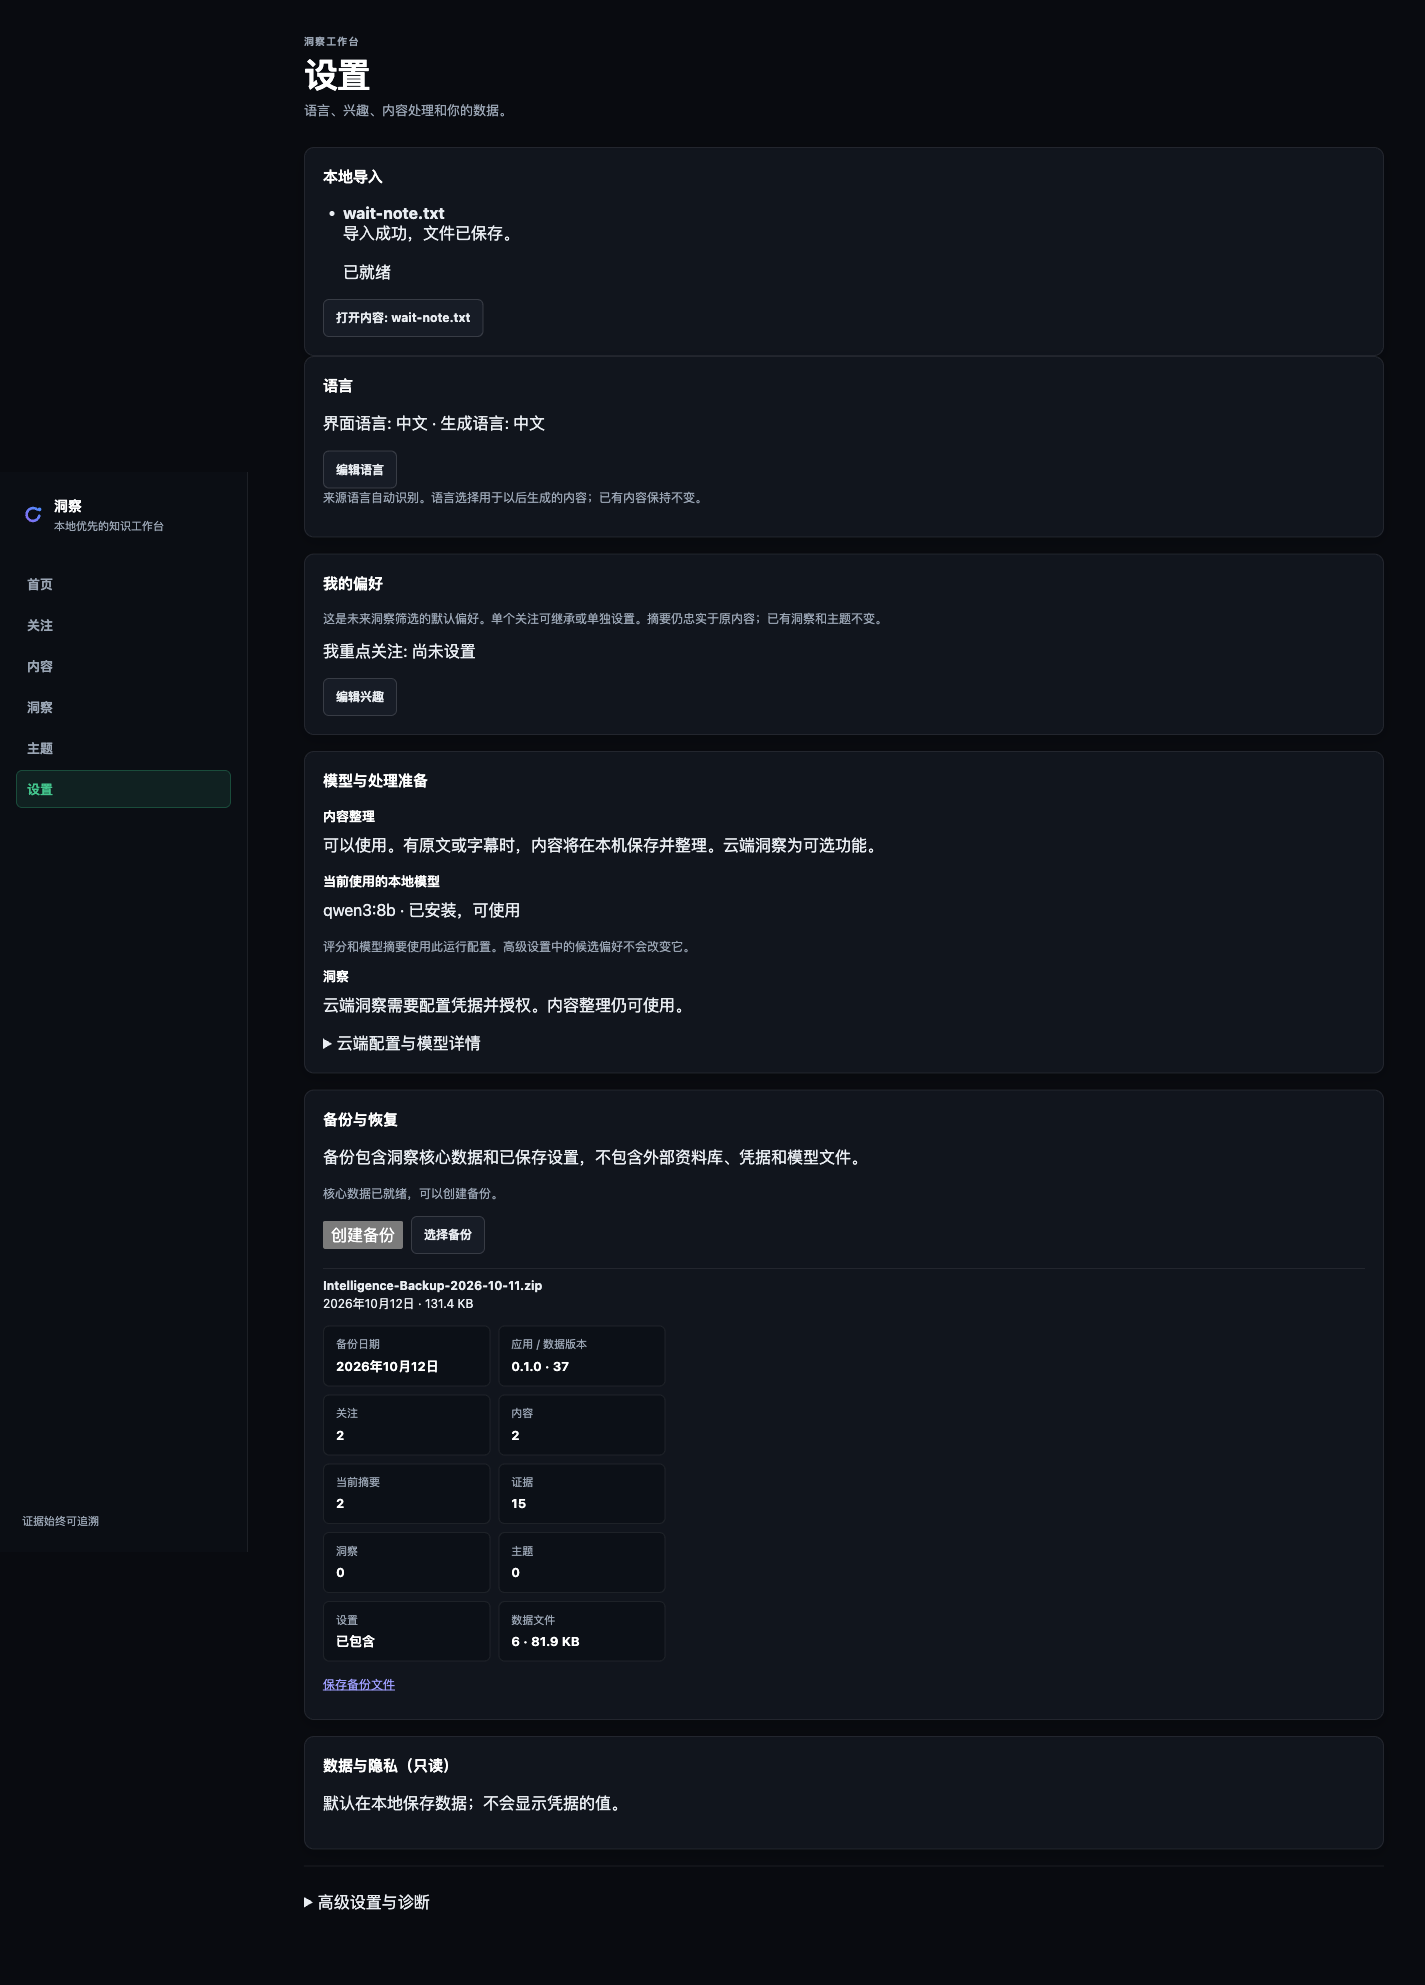 洞察工作台
设置
语言、兴趣、内容处理和你的数据。
本地导入
• wait-note.txt
导入成功，文件已保存。
已就绪
打开内容: wait-note.txt
语言
界面语言: 中文 · 生成语言: 中文
编辑语言
来源语言自动识别。语言选择用于以后生成的内容；已有内容保持不变。
洞察
本地优先的知识工作台
首页
关注
内容
洞察
主题
设置
证据始终可追溯
我的偏好
这是未来洞察筛选的默认偏好。单个关注可继承或单独设置。摘要仍忠实于原内容；已有洞察和主题不变。
我重点关注: 尚未设置
编辑兴趣
模型与处理准备
内容整理
可以使用。有原文或字幕时，内容将在本机保存并整理。云端洞察为可选功能。
当前使用的本地模型
qwen3:8b · 已安装，可使用
评分和模型摘要使用此运行配置。高级设置中的候选偏好不会改变它。
洞察
云端洞察需要配置凭据并授权。内容整理仍可使用。
▶ 云端配置与模型详情
备份与恢复
备份包含洞察核心数据和已保存设置，不包含外部资料库、凭据和模型文件。
核心数据已就绪，可以创建备份。
创建备份 选择备份
Intelligence-Backup-2026-10-11.zip
2026年10月12日 · 131.4 KB
备份日期 应用 / 数据版本
2026年10月12日 0.1.0 · 37
关注 内容
2 2
当前摘要 证据
2 15
洞察 主题
0 0
设置 数据文件
已包含 6 · 81.9 KB
保存备份文件
数据与隐私（只读）
默认在本地保存数据；不会显示凭据的值。
▶ 高级设置与诊断